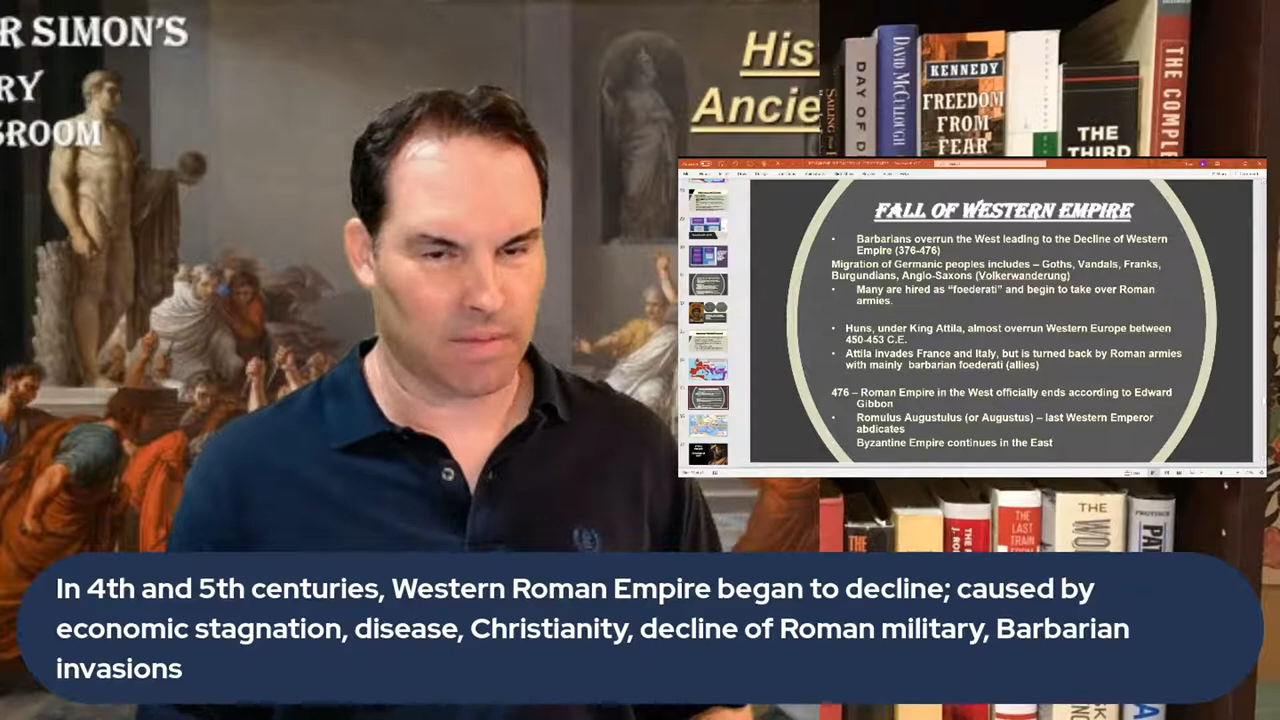 R SIMON'S
RY
SROOM
His
Ancie
SAILING
DAY OF D
DAVID McCULLOUGH
KENNEDY
FREEDOM
FROM
FEAR
THE
THIRD
THE COMPLE
FALL OF WESTERN EMPIRE
• Barbarians overrun the West leading to the Decline of Western
Empire (376-476)
Migration of Germanic peoples includes – Goths, Vandals, Franks,
Burgundians, Anglo-Saxons (Volkerwanderung)
• Many are hired as “foederati” and begin to take over Roman
armies.
• Huns, under King Attila, almost overrun Western Europe between
450-453 C.E.
• Attila invades France and Italy, but is turned back by Roman armies
with mainly barbarian foederati (allies)
476 – Roman Empire in the West officially ends according to Edward
Gibbon
• Romulus Augustulus (or Augustus) – last Western Emperor
abdicates
Byzantine Empire continues in the East
THE
THE
LAST
TRAIN
FROM
THE
In 4th and 5th centuries, Western Roman Empire began to decline; caused by
economic stagnation, disease, Christianity, decline of Roman military, Barbarian
invasions